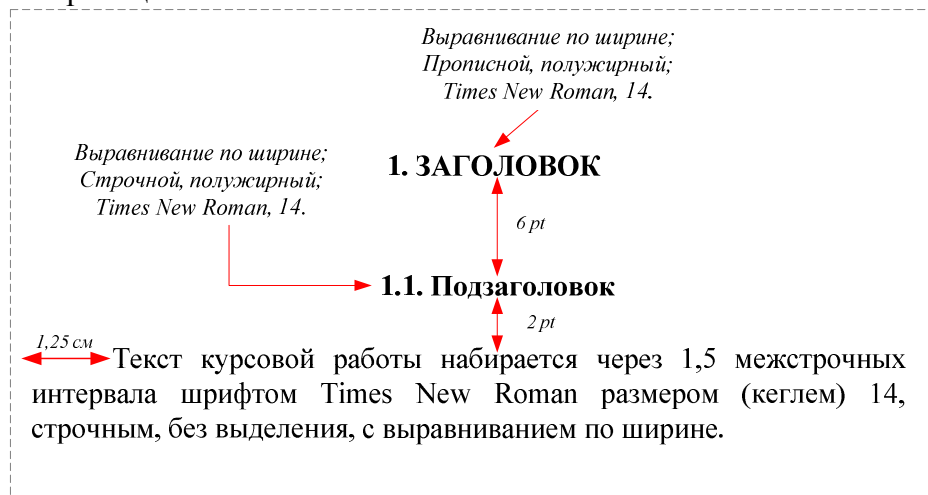 Выравнивание по ширине;
Прописной, полужирный;
Times New Roman, 14.
Выравнивание по ширине;
Строчной, полужирный;
Times New Roman, 14.
1. ЗАГОЛОВОК
6 pt
1.1. Подзаголовок
2 pt
1,25 см
Текст курсовой работы набирается через 1,5 межстрочных
интервала шрифтом Times New Roman размером (кеглем) 14,
строчным, без выделения, с выравниванием по ширине.